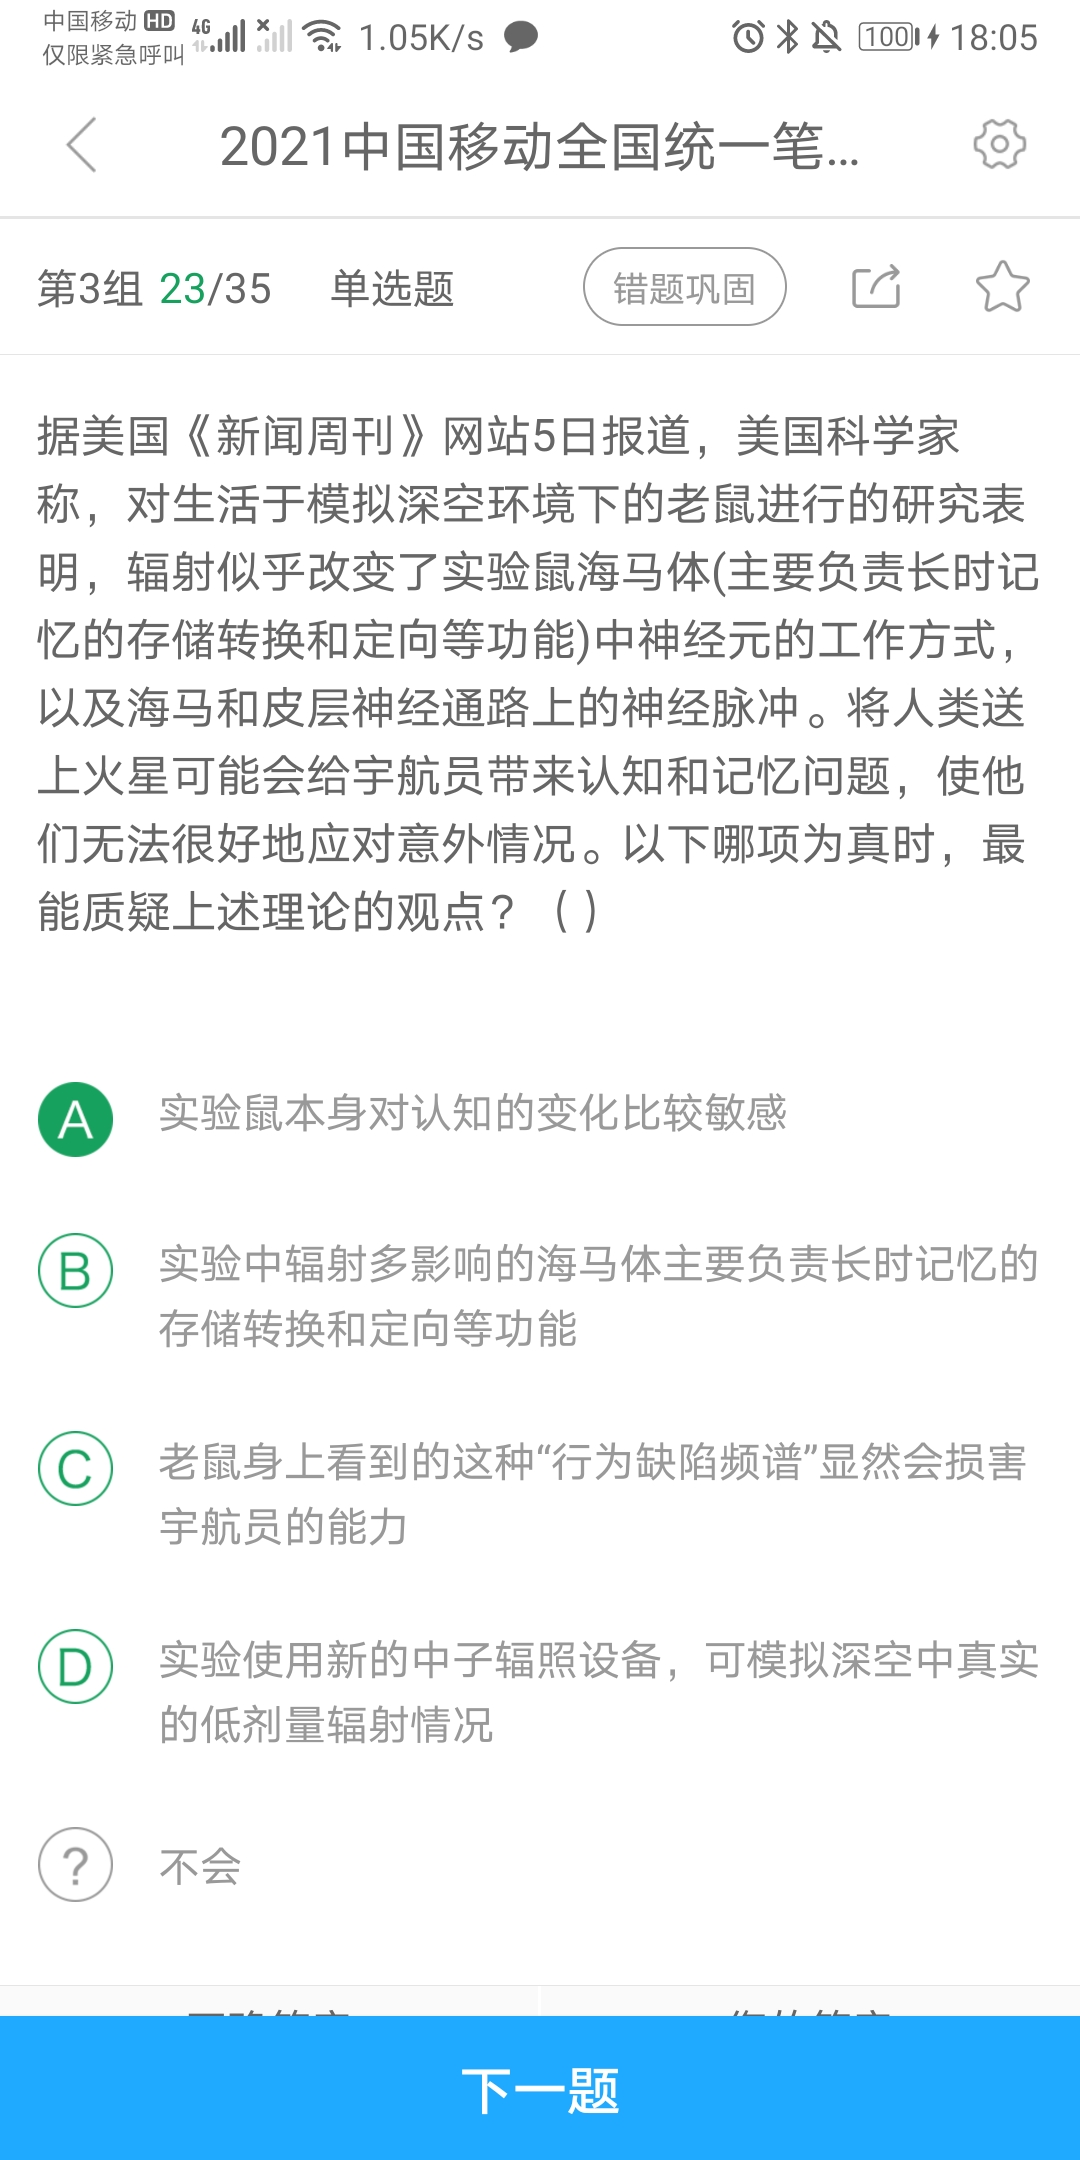 中国移动 HD 4G 1.05K/s 100 18:05
仅限紧急呼叫
2021中国移动全国统一笔...
第3组 23/35 单选题 错题巩固
据美国《新闻周刊》网站5日报道，美国科学家
称，对生活于模拟深空环境下的老鼠进行的研究表
明，辐射似乎改变了实验鼠海马体(主要负责长时记
忆的存储转换和定向等功能)中神经元的工作方式，
以及海马和皮层神经通路上的神经脉冲。将人类送
上火星可能会给宇航员带来认知和记忆问题，使他
们无法很好地应对意外情况。以下哪项为真时，最
能质疑上述理论的观点？ ( )
A 实验鼠本身对认知的变化比较敏感
B 实验中辐射多影响的海马体主要负责长时记忆的
存储转换和定向等功能
C 老鼠身上看到的这种“行为缺陷频谱”显然会损害
宇航员的能力
D 实验使用新的中子辐照设备，可模拟深空中真实
的低剂量辐射情况
? 不会
下一题